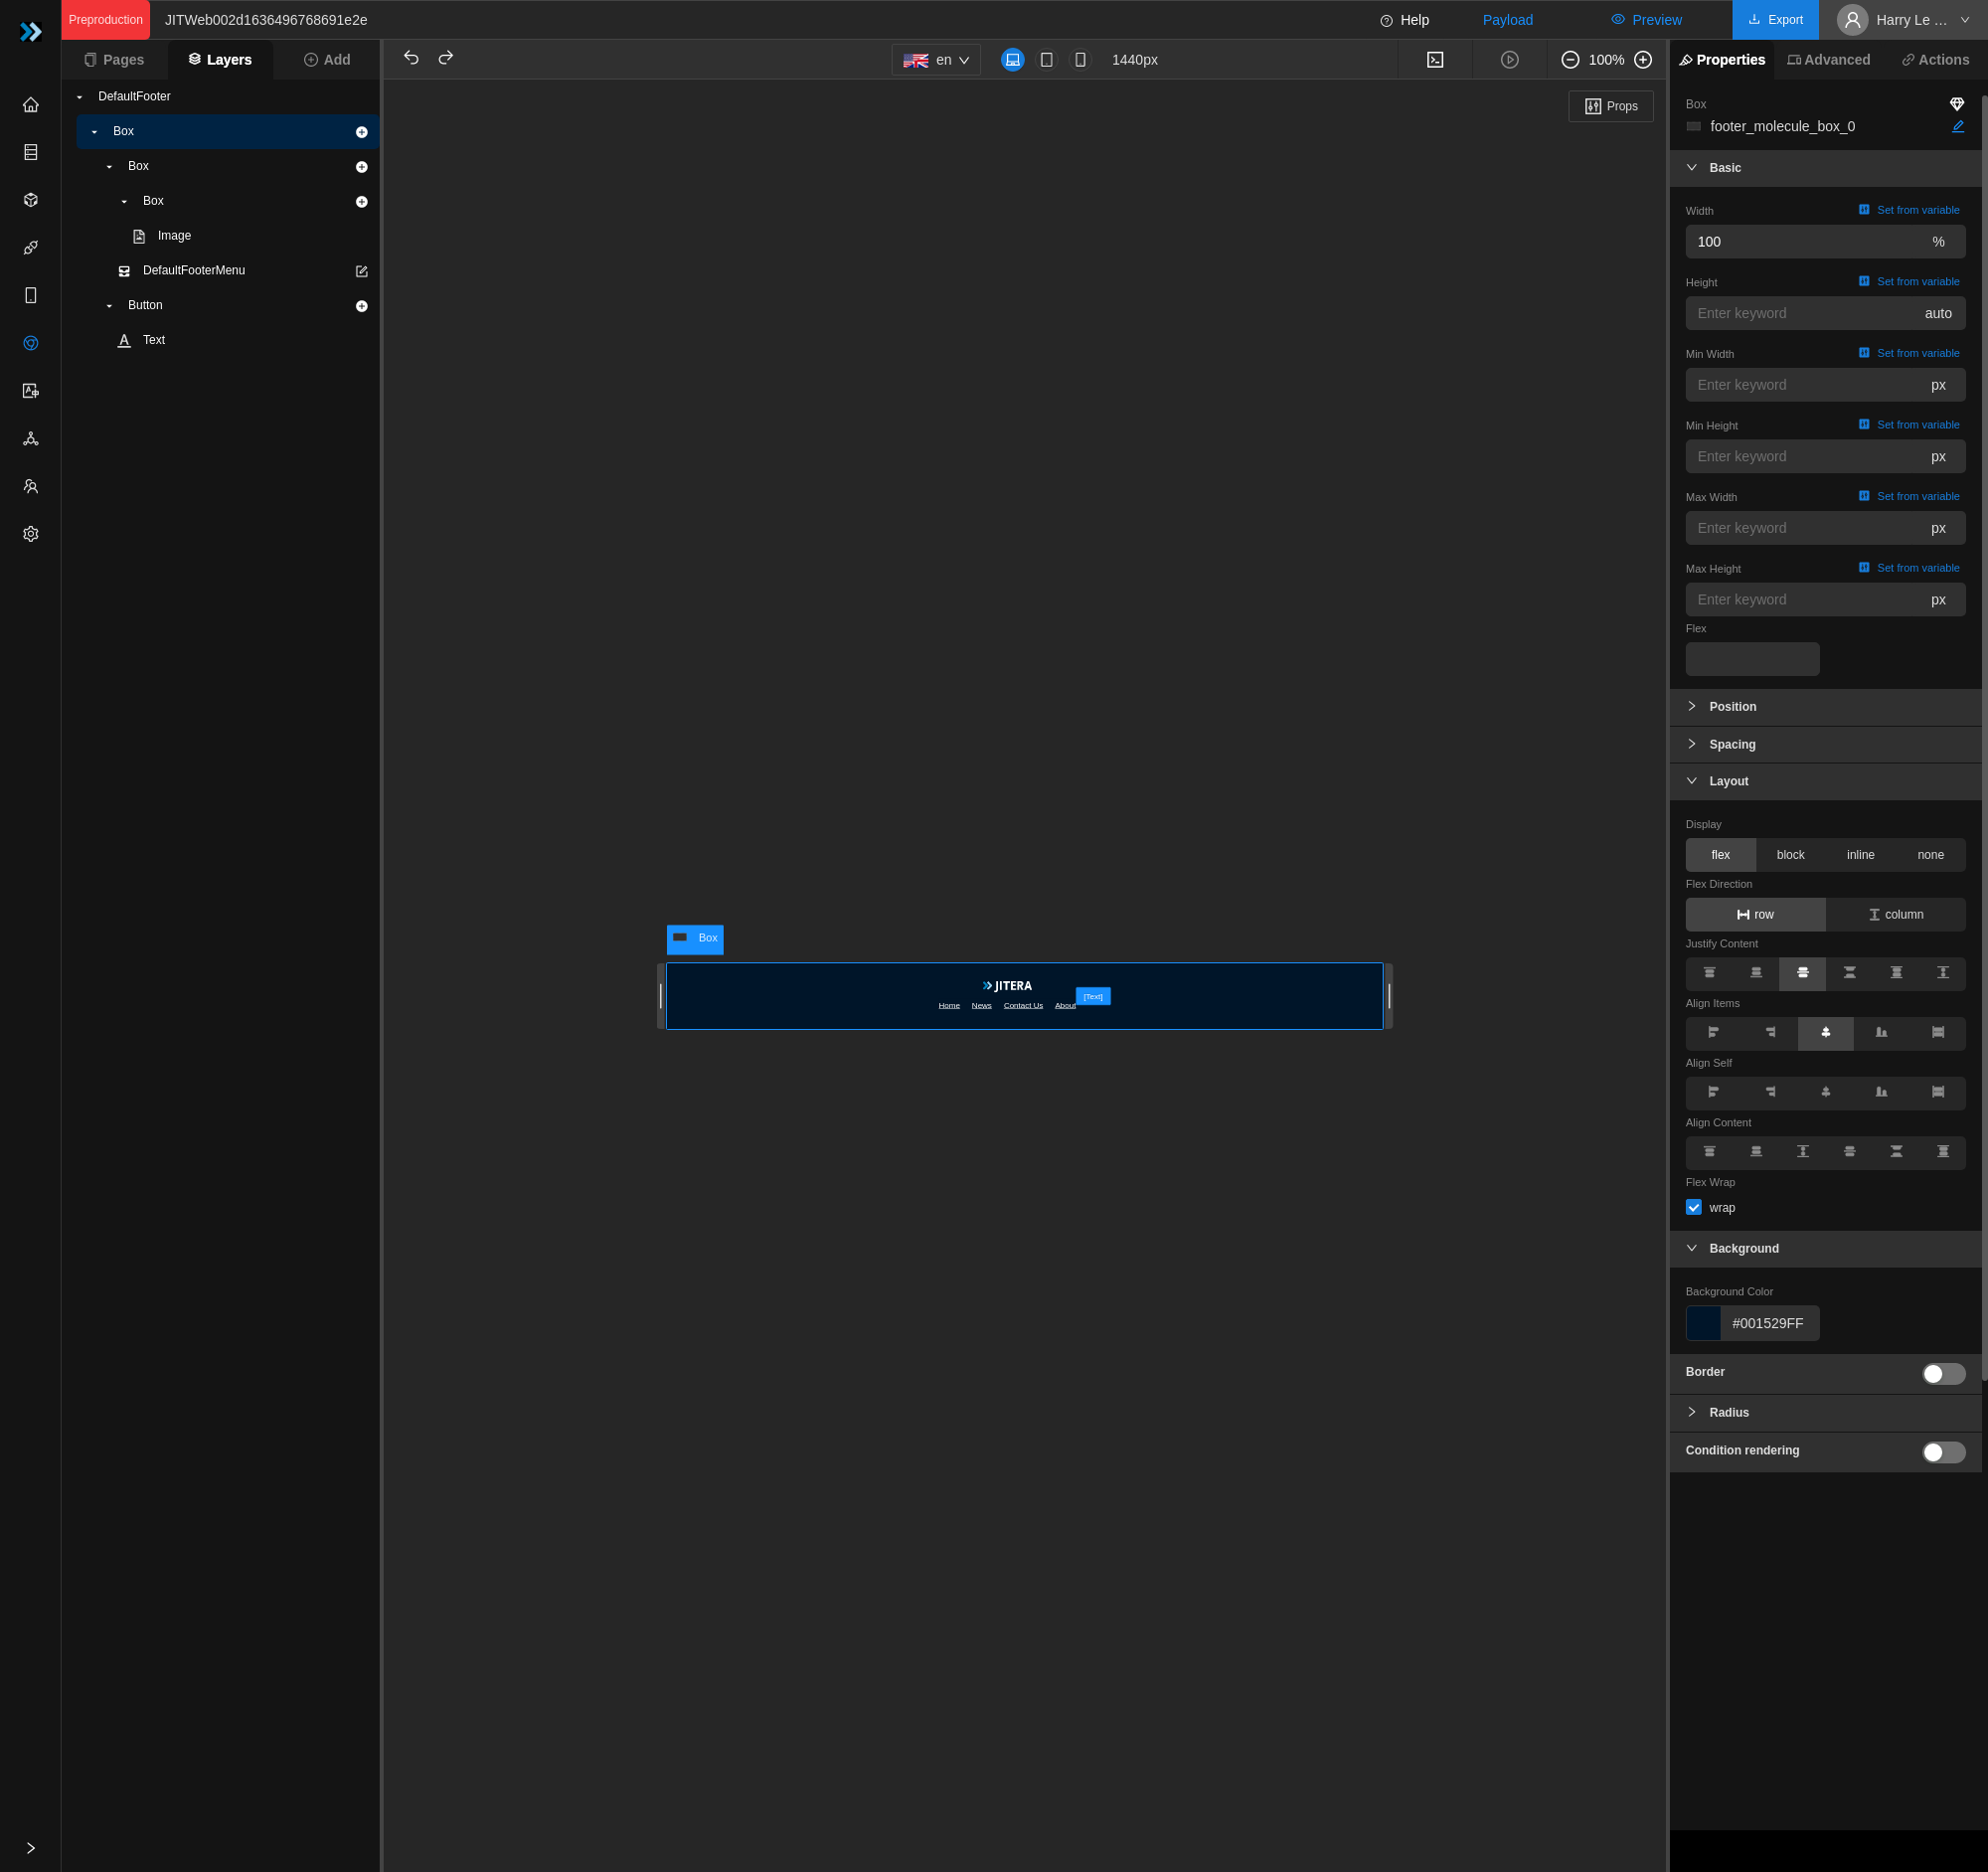 Preproduction
JITWeb002d1636496768691e2e
Help
Payload
Preview
Export
Harry Le ...
Pages
Layers
Add
en
1440px
100%
Properties
Advanced
Actions
DefaultFooter
Box
Box
Box
Image
DefaultFooterMenu
Button
Text
Props
Box
JITERA
Home News Contact Us About
[Text]
Box
footer_molecule_box_0
Basic
Width
Set from variable
100
%
Height
Set from variable
Enter keyword
auto
Min Width
Set from variable
Enter keyword
px
Min Height
Set from variable
Enter keyword
px
Max Width
Set from variable
Enter keyword
px
Max Height
Set from variable
Enter keyword
px
Flex
Position
Spacing
Layout
Display
flex block inline none
Flex Direction
row column
Justify Content
Align Items
Align Self
Align Content
Flex Wrap
wrap
Background
Background Color
#001529FF
Border
Radius
Condition rendering